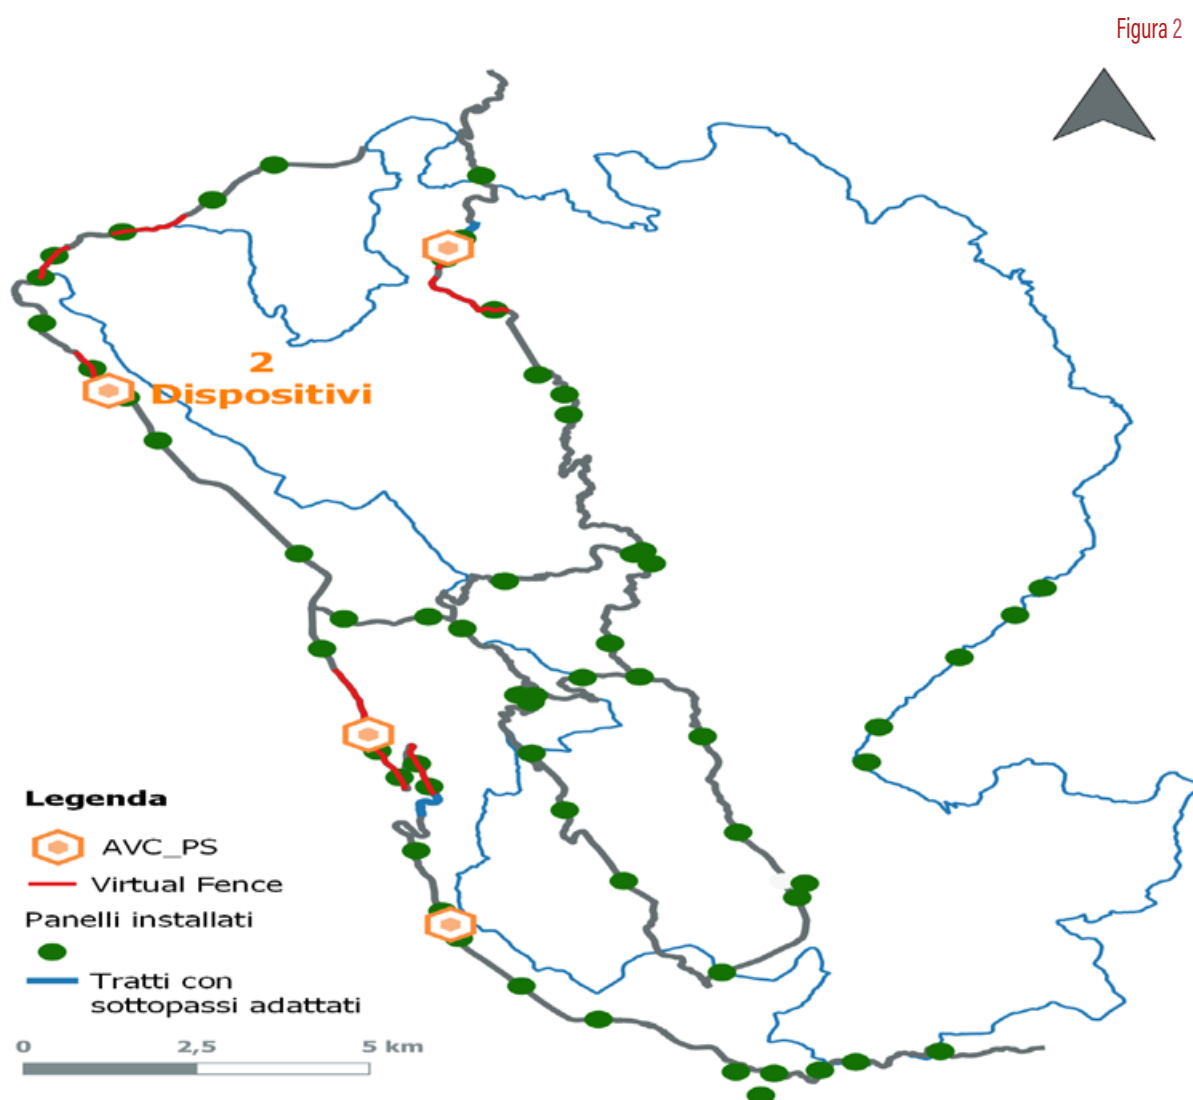 Figura 2
2
Dispositivi
Legenda
AVC_PS
Virtual Fence
Panelli installati
Tratti con
sottopassi adattati
0 2,5 5 km